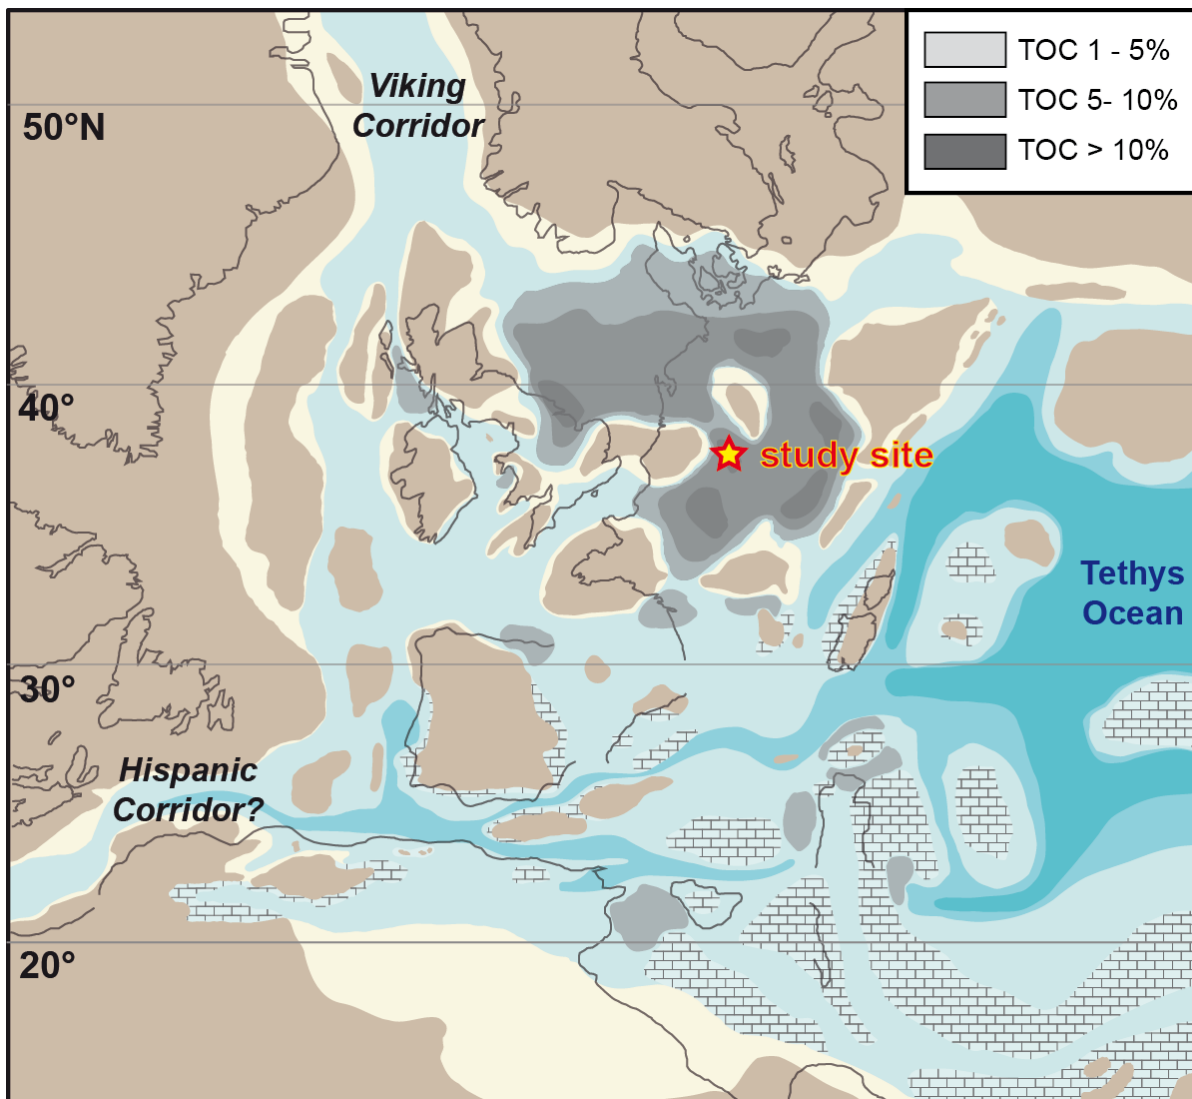 TOC 1 - 5%
TOC 5- 10%
TOC > 10%
Viking
Corridor
50°N
40°
study site
Tethys
Ocean
30°
Hispanic
Corridor?
20°